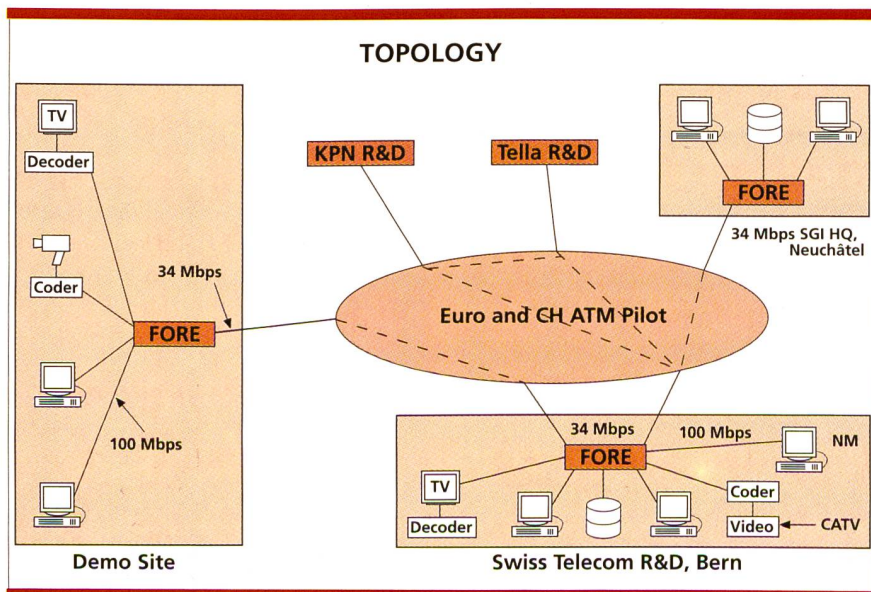 TOPOLOGY
TV
Decoder
Coder
FORE
34 Mbps
100 Mbps
Demo Site
KPN R&D
Tella R&D
Euro and CH ATM Pilot
FORE
34 Mbps SGI HQ,
Neuchâtel
34 Mbps
100 Mbps
FORE
NM
TV
Decoder
Coder
Video
CATV
Swiss Telecom R&D, Bern